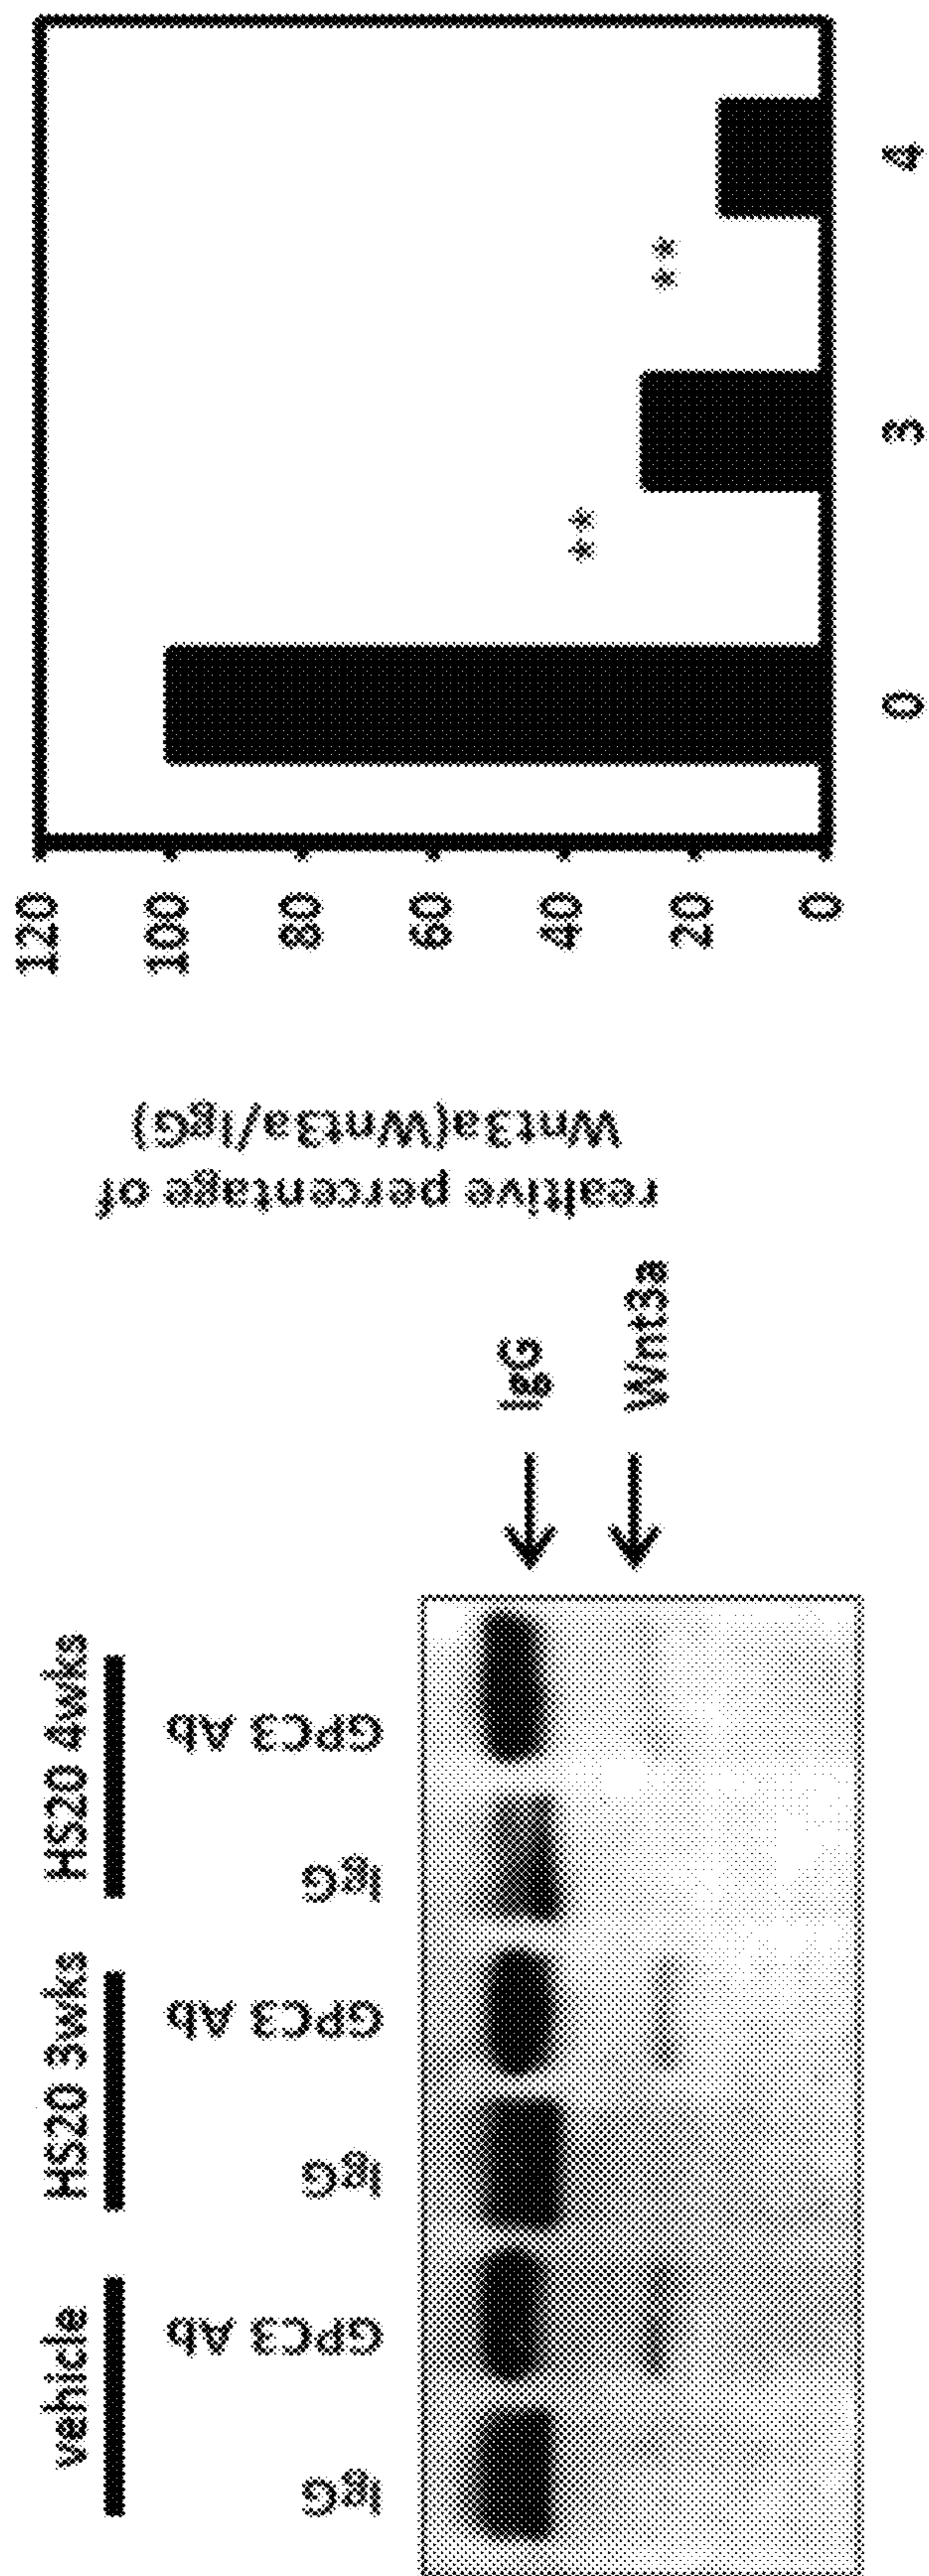 vehicle
HS20 3wks
HS20 4wks
IgG
GPC3 Ab
IgG
GPC3 Ab
IgG
GPC3 Ab
IgG
Wnt3a
realtive percentage of
Wnt3a(Wnt3a/IgG)
120
100
80
60
40
20
0
**
**
0
3
4